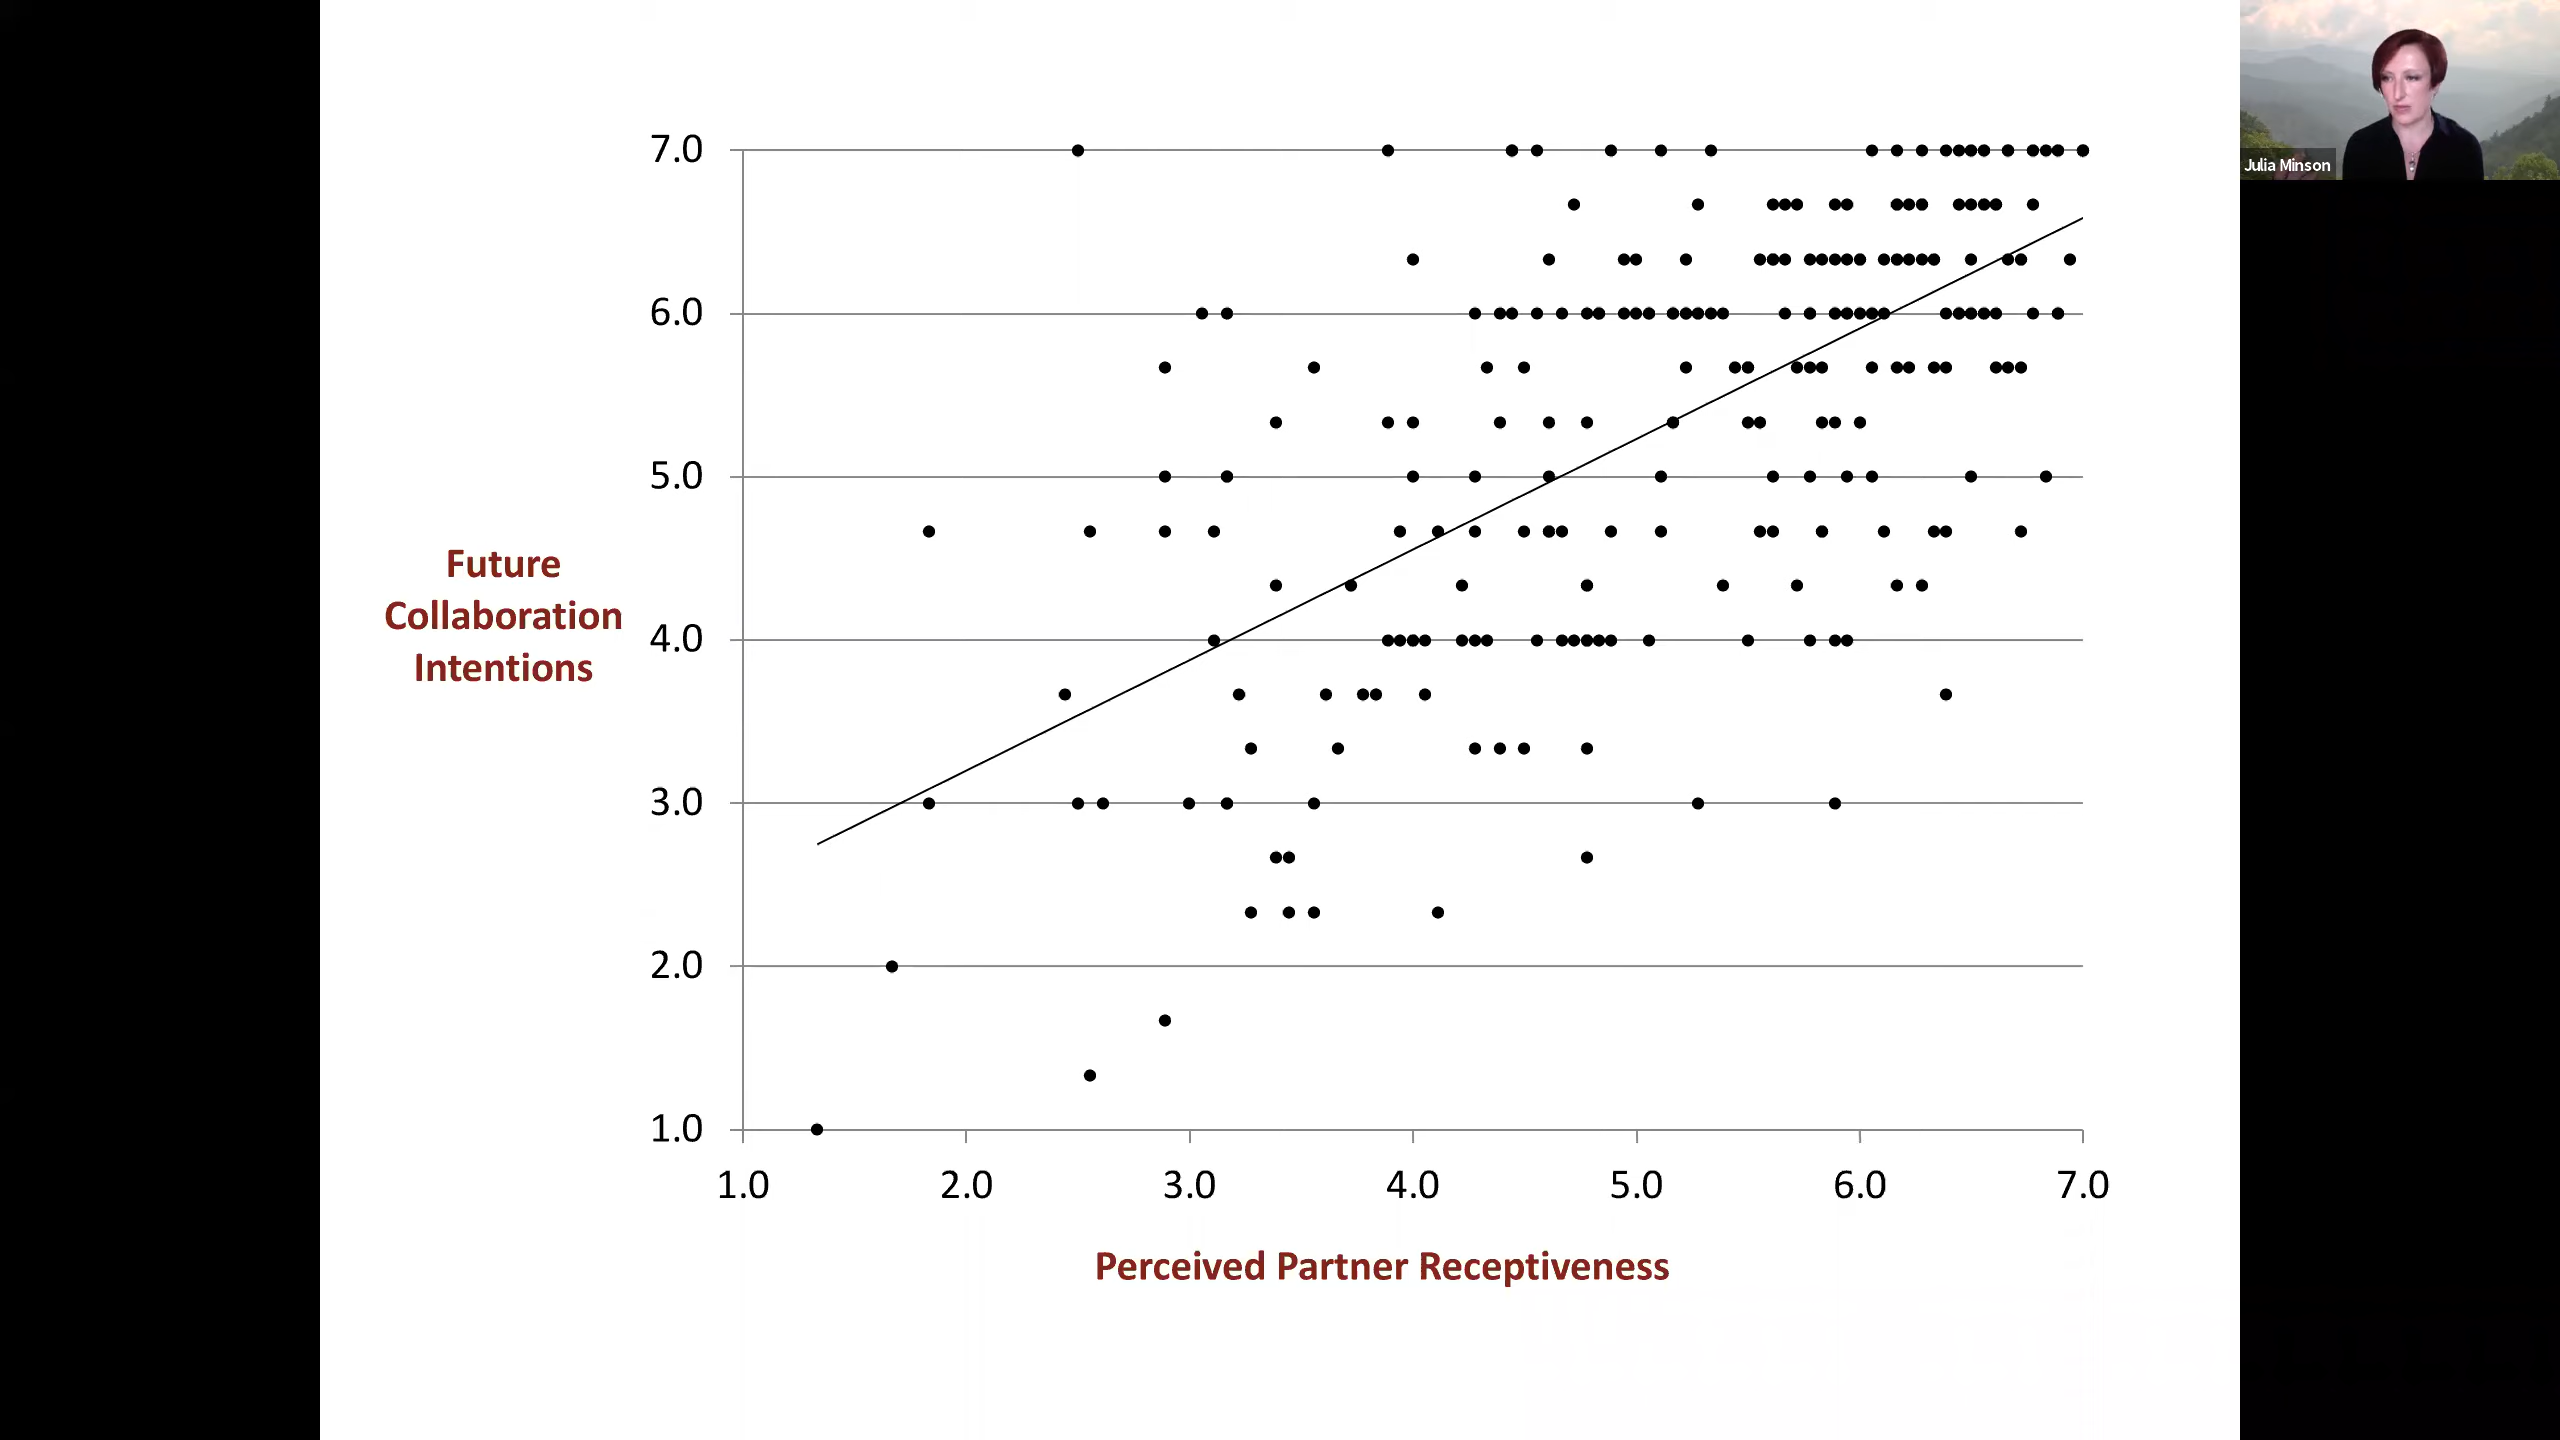 Julia Minson
7.0
6.0
5.0
4.0
3.0
2.0
1.0
Future
Collaboration
Intentions
1.0 2.0 3.0 4.0 5.0 6.0 7.0
Perceived Partner Receptiveness